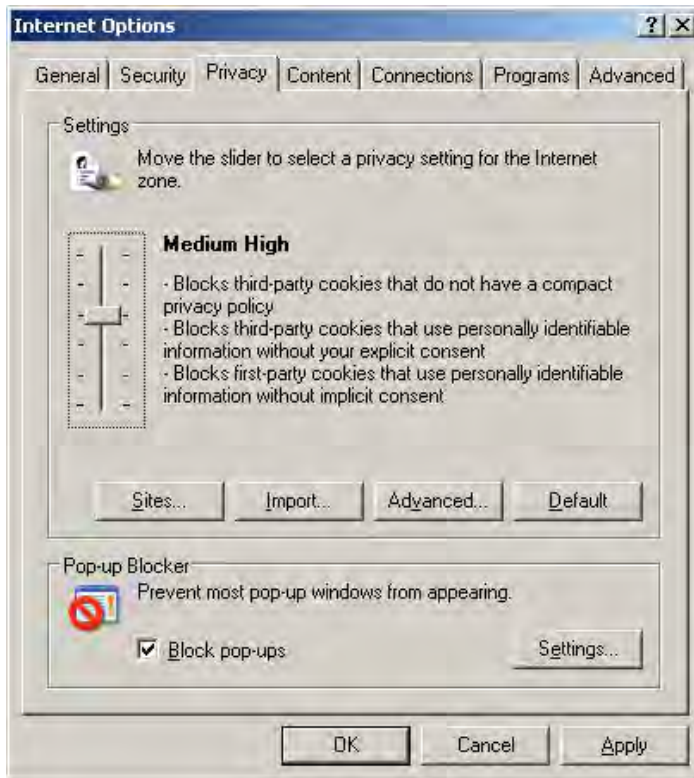 Internet Options
General Security Privacy Content Connections Programs Advanced
Settings
Move the slider to select a privacy setting for the Internet
zone.
Medium High
- Blocks third-party cookies that do not have a compact
privacy policy
- Blocks third-party cookies that use personally identifiable
information without your explicit consent
- Blocks first-party cookies that use personally identifiable
information without implicit consent
Sites... Import... Advanced... Default
Pop-up Blocker
Prevent most pop-up windows from appearing.
Block pop-ups Settings...
OK Cancel Apply